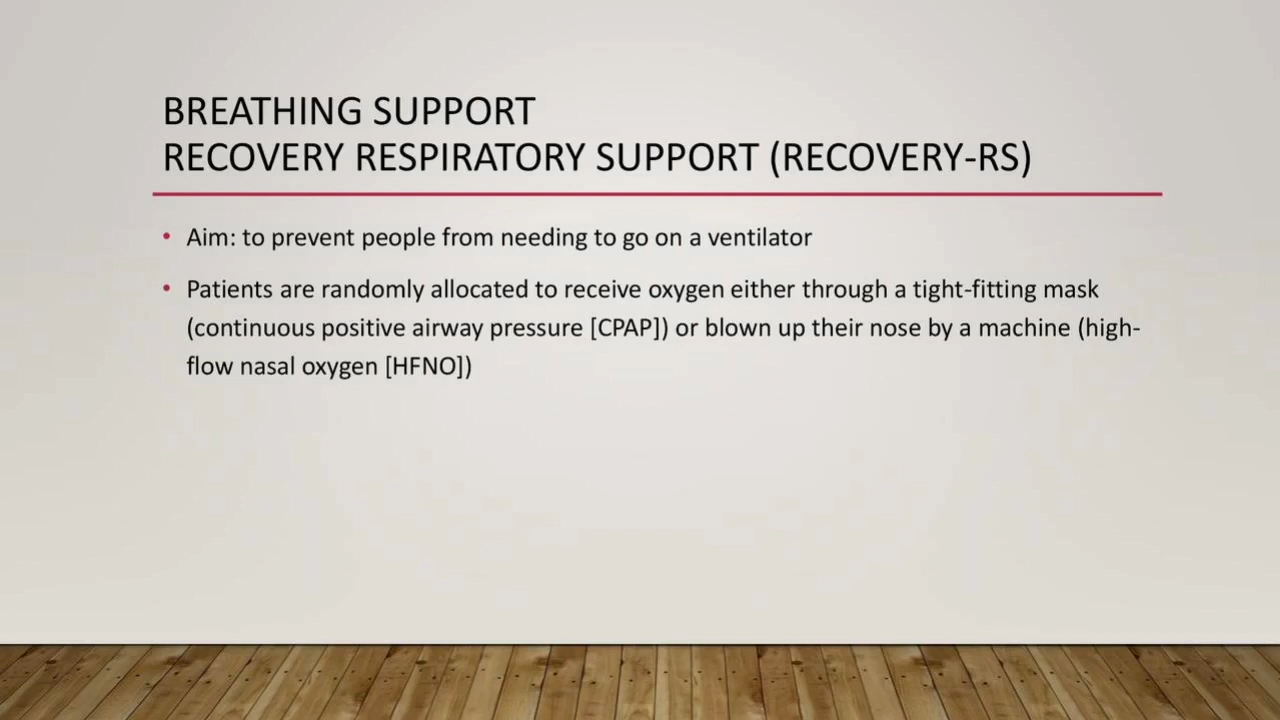 BREATHING SUPPORT
RECOVERY RESPIRATORY SUPPORT (RECOVERY-RS)
• Aim: to prevent people from needing to go on a ventilator
• Patients are randomly allocated to receive oxygen either through a tight-fitting mask
(continuous positive airway pressure [CPAP]) or blown up their nose by a machine (high-
flow nasal oxygen [HFNO])